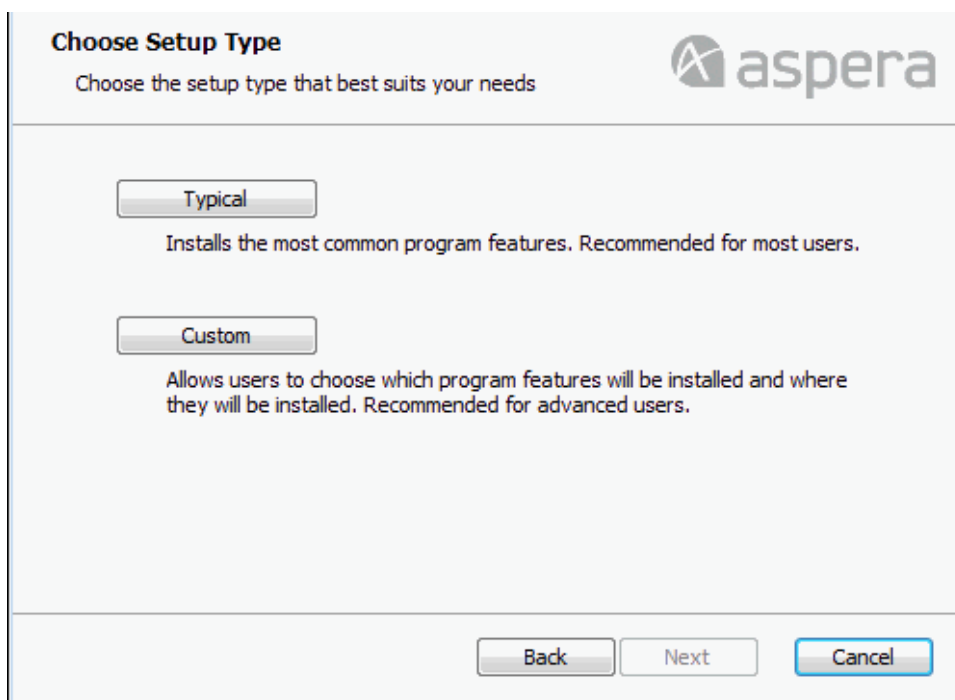 Choose Setup Type
aspera
Choose the setup type that best suits your needs
Typical
Installs the most common program features. Recommended for most users.
Custom
Allows users to choose which program features will be installed and where
they will be installed. Recommended for advanced users.
Back
Next
Cancel